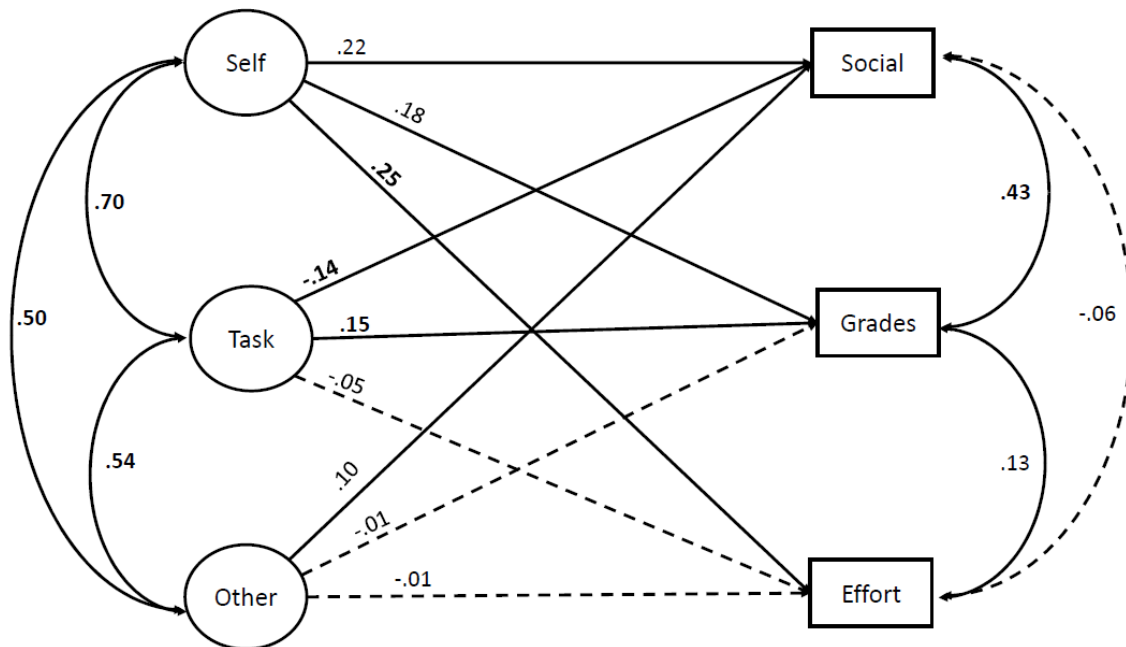 Self
.22
Social
.18
.25
.70
.43
-.14
.50
Task
.15
Grades
-.06
-.05
.54
.10
.13
-.01
Other
-.01
Effort